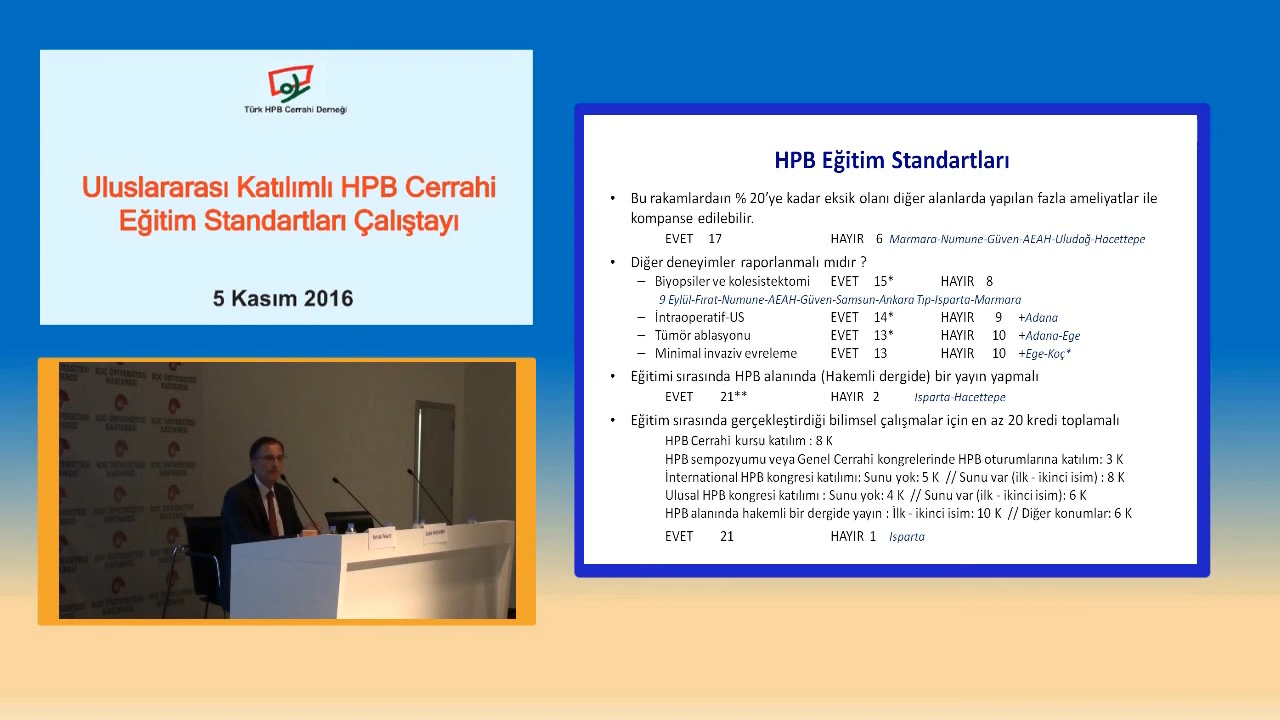 Türk HPB Cerrahi Derneği
Uluslararası Katılımlı HPB Cerrahi
Eğitim Standartları Çalıştayı
5 Kasım 2016
KOÇ ÜNİVERSİTESİ
HASTANESİ
HPB Eğitim Standartları
• Bu rakamlardaın % 20'ye kadar eksik olanı diğer alanlarda yapılan fazla ameliyatlar ile
kompanse edilebilir.
EVET 17 HAYIR 6 Marmara-Numune-Güven-AEAH-Uludağ-Hacettepe
• Diğer deneyimler raporlanmalı mıdır ?
– Biyopsiler ve kolesistektomi EVET 15* HAYIR 8
9 Eylül-Fırat-Numune-AEAH-Güven-Samsun-Ankara Tıp-Isparta-Marmara
– İntraoperatif-US EVET 14* HAYIR 9 +Adana
– Tümör ablasyonu EVET 13* HAYIR 10 +Adana-Ege
– Minimal invaziv evreleme EVET 13 HAYIR 10 +Ege-Koç*
• Eğitimi sırasında HPB alanında (Hakemli dergide) bir yayın yapmalı
EVET 21** HAYIR 2 Isparta-Hacettepe
• Eğitim sırasında gerçekleştirdiği bilimsel çalışmalar için en az 20 kredi toplamalı
HPB Cerrahi kursu katılım : 8 K
HPB sempozyumu veya Genel Cerrahi kongrelerinde HPB oturumlarına katılım: 3 K
İnternational HPB kongresi katılımı: Sunu yok: 5 K // Sunu var (ilk - ikinci isim) : 8 K
Ulusal HPB kongresi katılımı : Sunu yok: 4 K // Sunu var (ilk - ikinci isim): 6 K
HPB alanında hakemli bir dergide yayın : İlk - ikinci isim: 10 K // Diğer konumlar: 6 K
EVET 21 HAYIR 1 Isparta